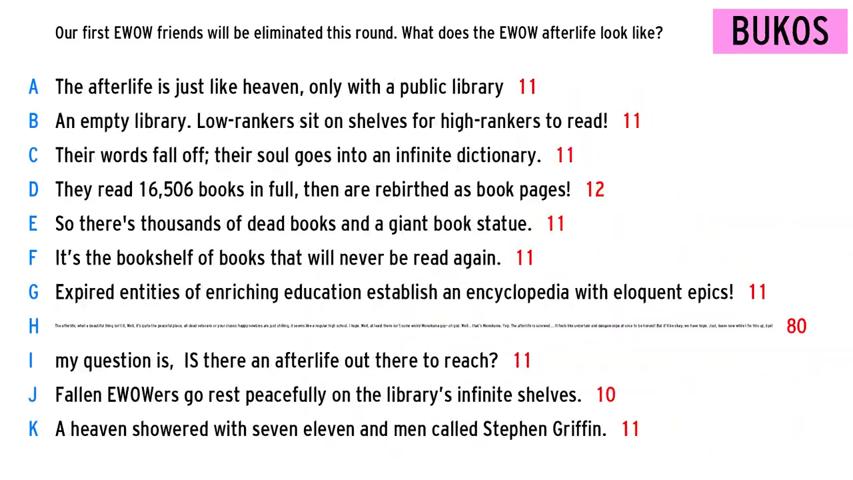 Our first EWOW friends will be eliminated this round. What does the EWOW afterlife look like?
BUKOS
A The afterlife is just like heaven, only with a public library 11
B An empty library. Low-rankers sit on shelves for high-rankers to read! 11
C Their words fall off; their soul goes into an infinite dictionary. 11
D They read 16,506 books in full, then are rebirthed as book pages! 12
E So there's thousands of dead books and a giant book statue. 11
F It's the bookshelf of books that will never be read again. 11
G Expired entities of enriching education establish an encyclopedia with eloquent epics! 11
H 80
I my question is, IS there an afterlife out there to reach? 11
J Fallen EWOWers go rest peacefully on the library's infinite shelves. 10
K A heaven showered with seven eleven and men called Stephen Griffin. 11